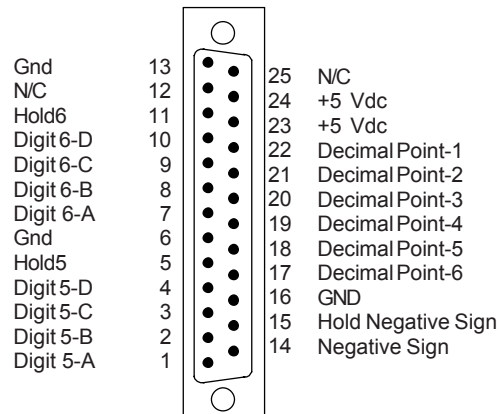 Gnd 13
N/C 12
Hold6 11
Digit 6-D 10
Digit 6-C 9
Digit 6-B 8
Digit 6-A 7
Gnd 6
Hold5 5
Digit 5-D 4
Digit 5-C 3
Digit 5-B 2
Digit 5-A 1
25 N/C
24 +5 Vdc
23 +5 Vdc
22 Decimal Point-1
21 Decimal Point-2
20 Decimal Point-3
19 Decimal Point-4
18 Decimal Point-5
17 Decimal Point-6
16 GND
15 Hold Negative Sign
14 Negative Sign